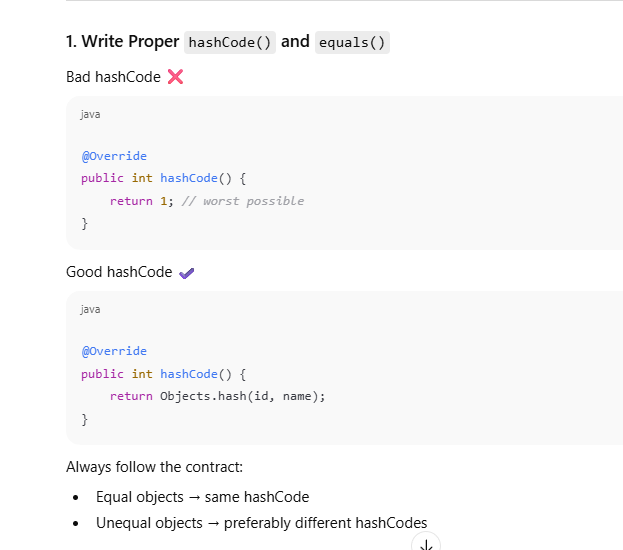 1. Write Proper hashCode() and equals()
Bad hashCode ❌
java
@Override
public int hashCode() {
    return 1; // worst possible
}
Good hashCode ✔
java
@Override
public int hashCode() {
    return Objects.hash(id, name);
}
Always follow the contract:
• Equal objects → same hashCode
• Unequal objects → preferably different hashCodes